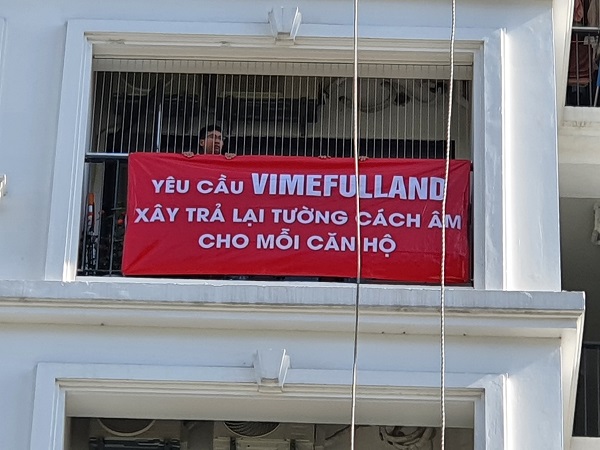 YÊU CẦU VIMEFULLAND
XÂY TRẢ LẠI TƯỜNG CÁCH ÂM
CHO MỖI CĂN HỘ